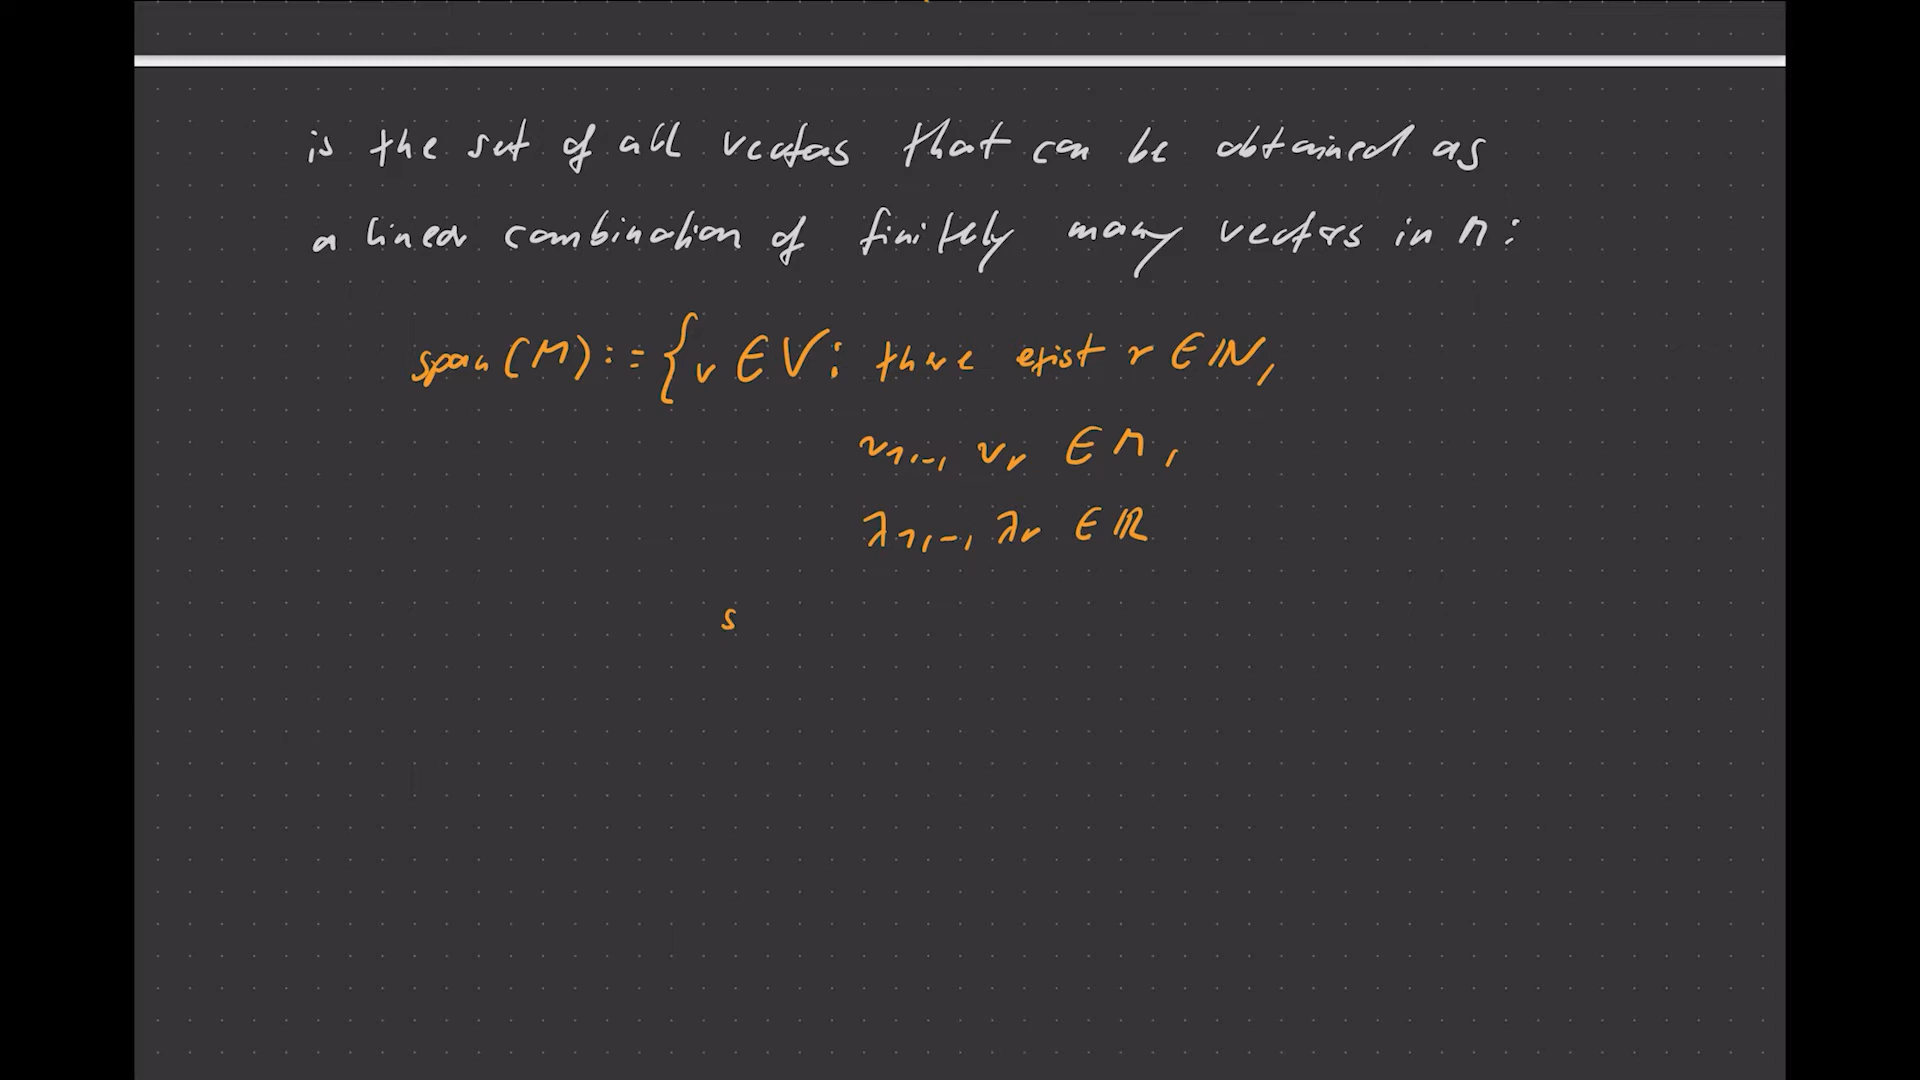 is the set of all vectors that can be obtained as
a linear combination of finitely many vectors in M:
span(M) := { v ∈ V : there exist r ∈ ℕ,
v₁,…, vᵣ ∈ M,
λ₁,…, λᵣ ∈ ℝ
s